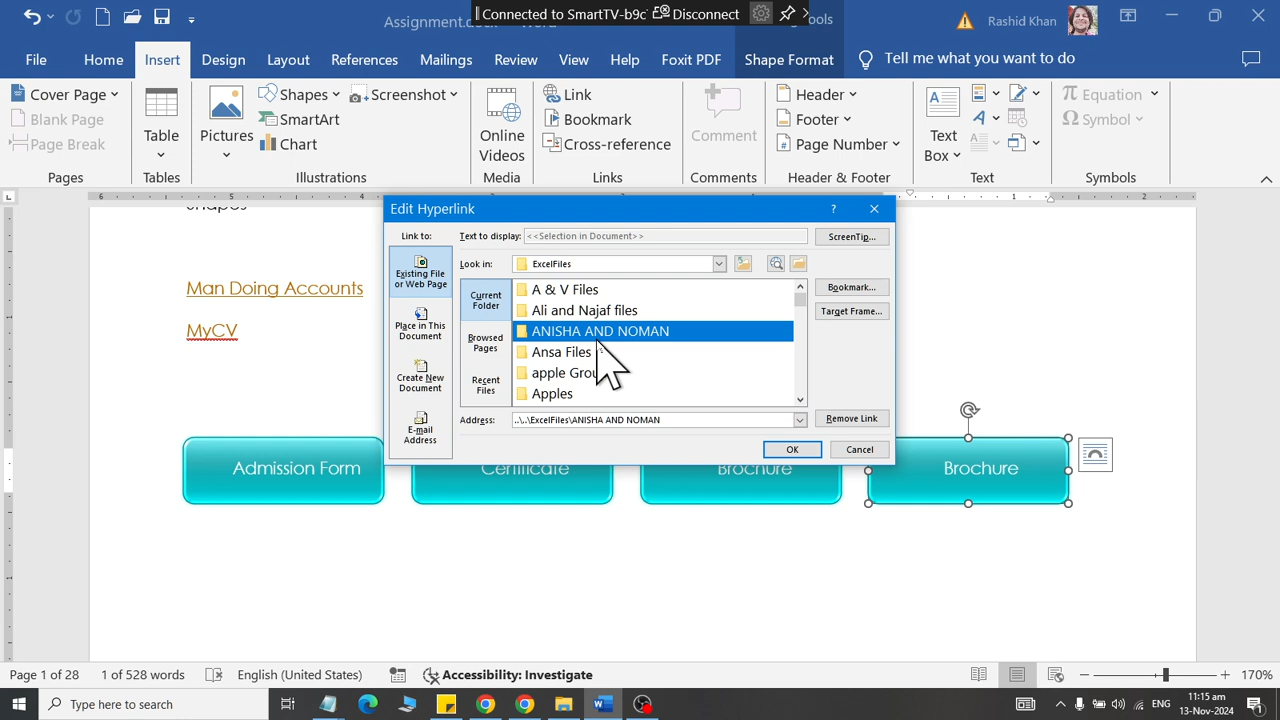 Assignment.docx
Connected to SmartTV-b9c
Disconnect
Rashid Khan
File Home Insert Design Layout References Mailings Review View Help Foxit PDF Shape Format Tell me what you want to do
Cover Page
Blank Page
Page Break
Pages
Table
Tables
Pictures
Shapes
SmartArt
Chart
Screenshot
Illustrations
Online
Videos
Media
Link
Bookmark
Cross-reference
Links
Comment
Comments
Header
Footer
Page Number
Header & Footer
Text
Box
Text
Equation
Symbol
Symbols
6 5 1 2
Edit Hyperlink
Link to:
Text to display: <<Selection in Document>>
ScreenTip...
Existing File
or Web Page
Look in: ExcelFiles
Place in This
Document
Create New
Document
E-mail
Address
Current
Folder
Browsed
Pages
Recent
Files
A & V Files
Ali and Najaf files
ANISHA AND NOMAN
Ansa Files
apple Grou
Apples
Bookmark...
Target Frame...
Address: ..\..\ExcelFiles\ANISHA AND NOMAN
Remove Link
OK
Cancel
Man Doing Accounts
MyCV
Admission Form
Certificate
Brochure
Brochure
Page 1 of 28
1 of 528 words
English (United States)
Accessibility: Investigate
170%
Type here to search
ENG
11:15 am
13-Nov-2024